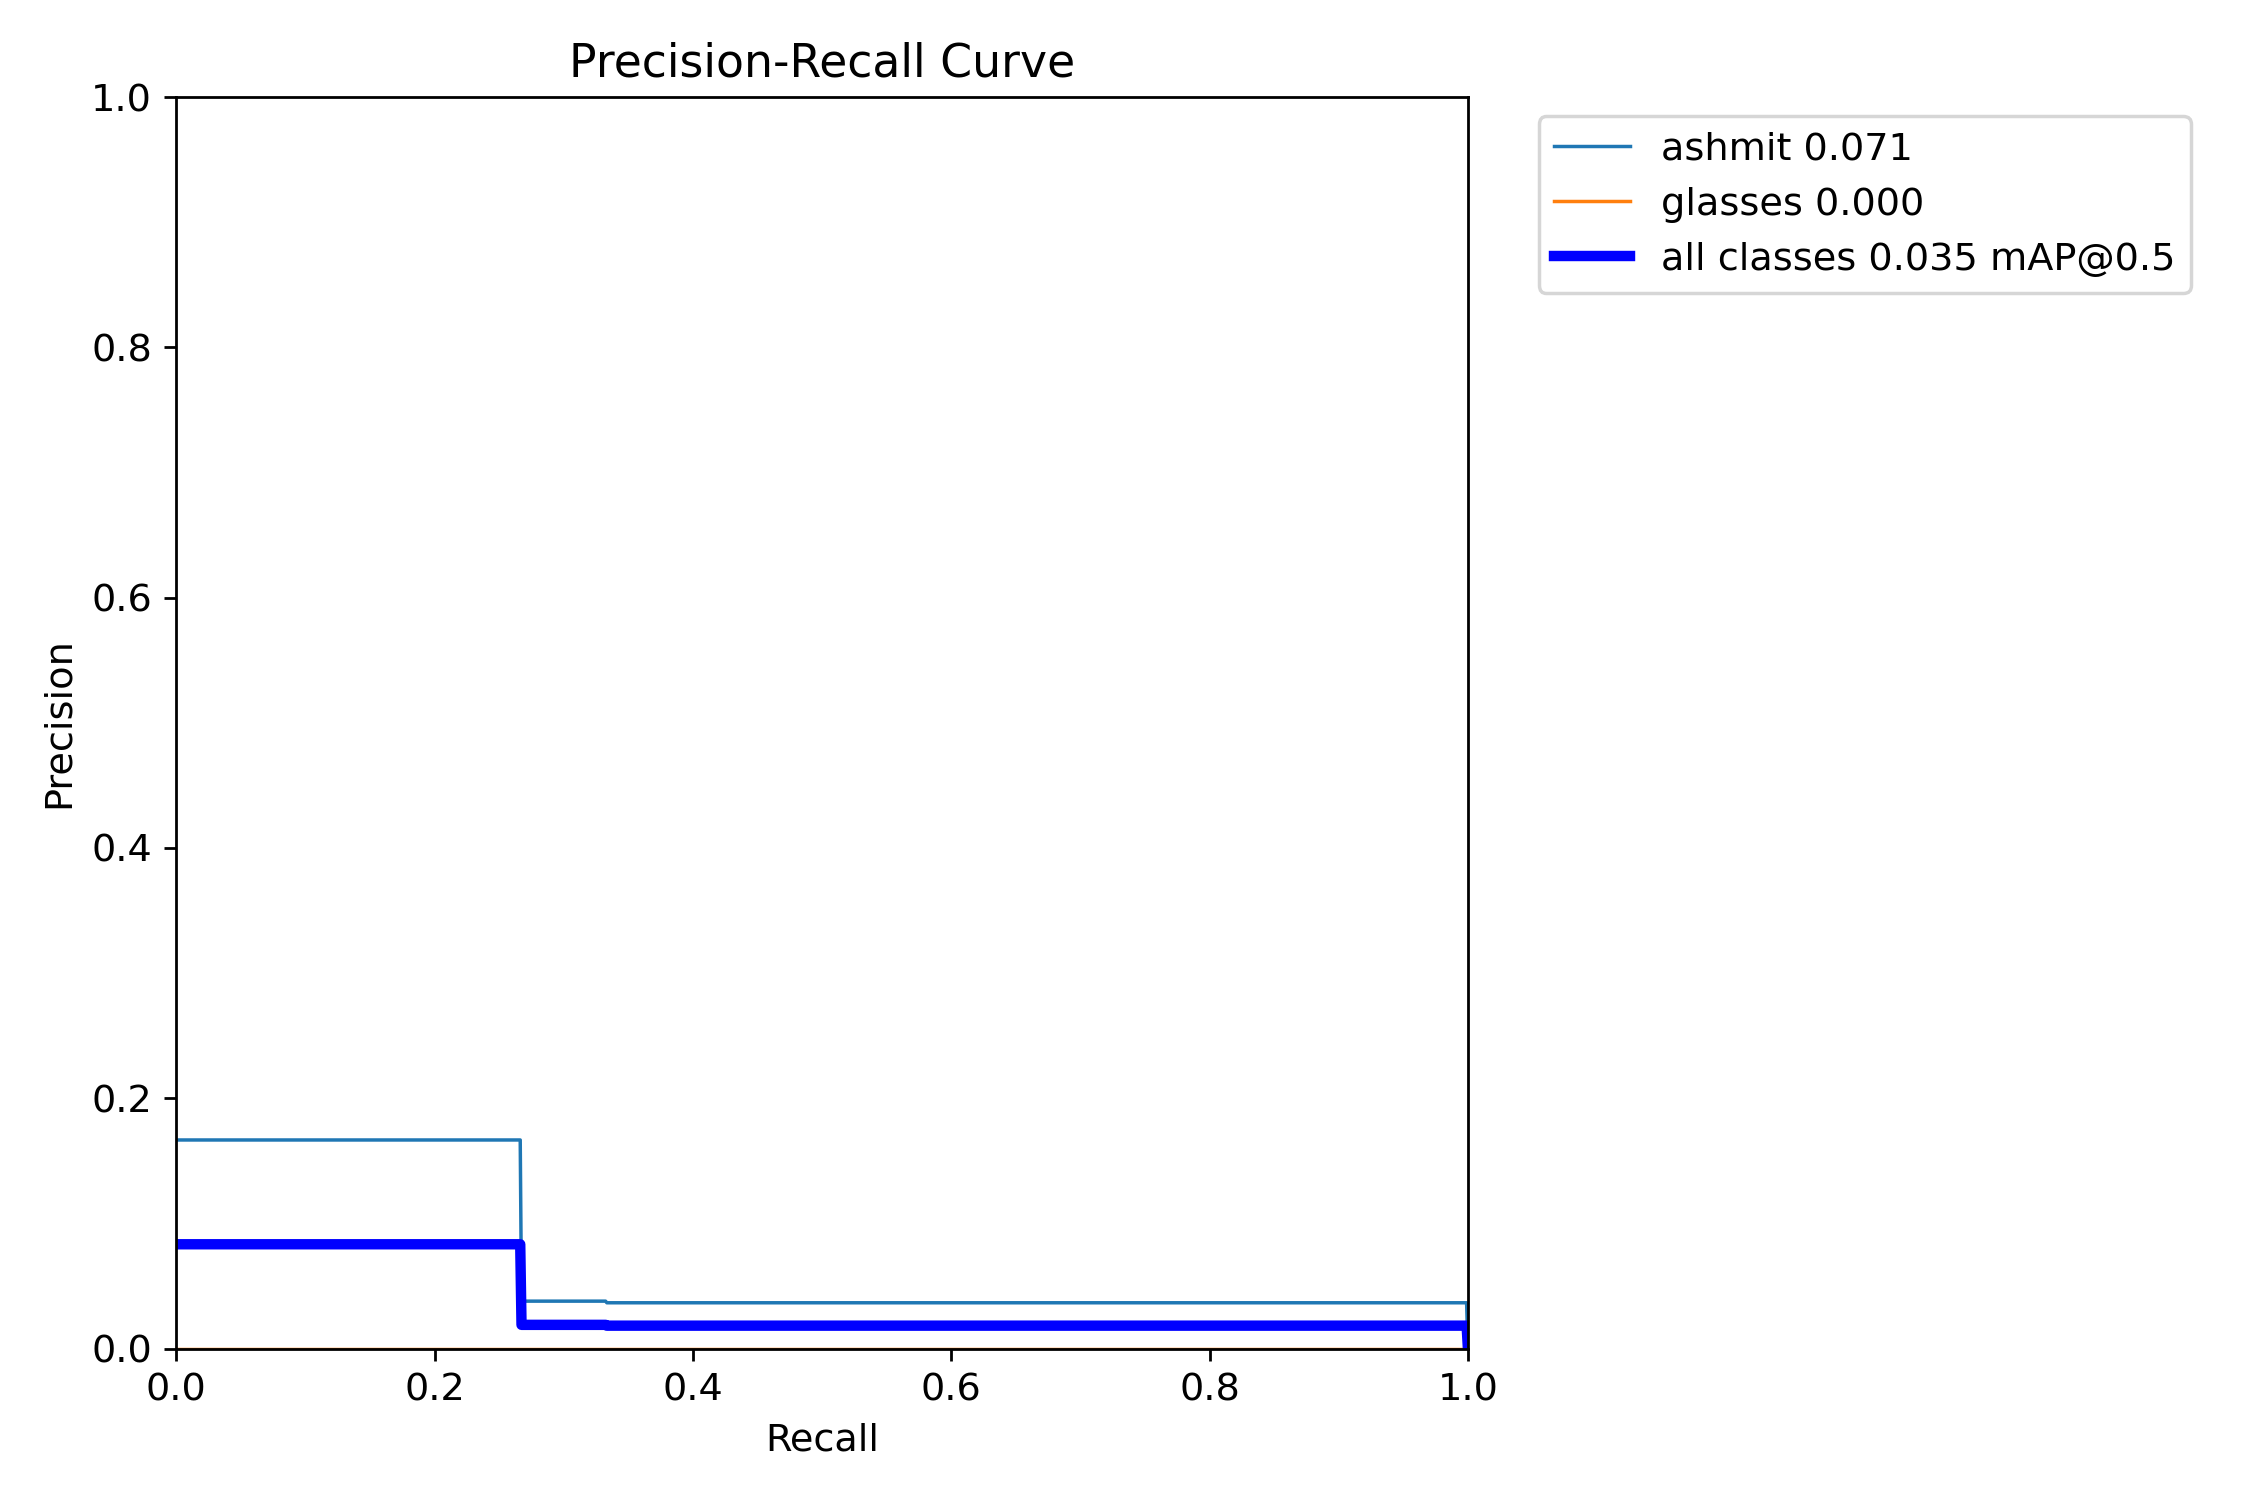 Precision-Recall Curve
1.0
0.8
0.6
0.4
0.2
0.0
Precision
0.0 0.2 0.4 0.6 0.8 1.0
Recall
ashmit 0.071
glasses 0.000
all classes 0.035 mAP@0.5